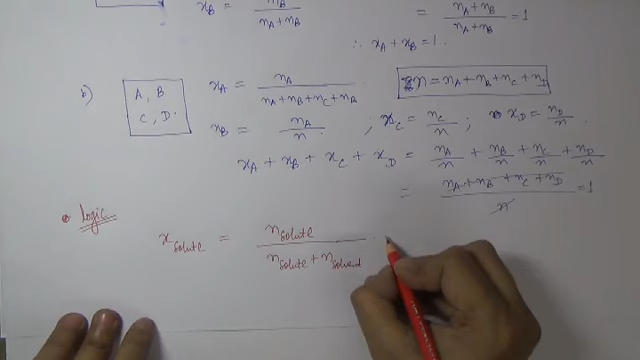 x_B = n_B / (n_A + n_B) = (n_A + n_B) / (n_A + n_B) = 1
∴ x_A + x_B = 1.
b) A, B C, D. x_A = n_A / (n_A + n_B + n_C + n_B) n = n_A + n_B + n_C + n_D
n_B = n_A / n ; x_C = n_C / n ; x_D = n_D / n.
x_A + x_B + x_C + x_D = n_A / n + n_B / n + n_C / n + n_D / n
= (n_A + n_B + n_C + n_D) / n = 1
• logic
x_solute = n_solute / (n_solute + n_solvent)